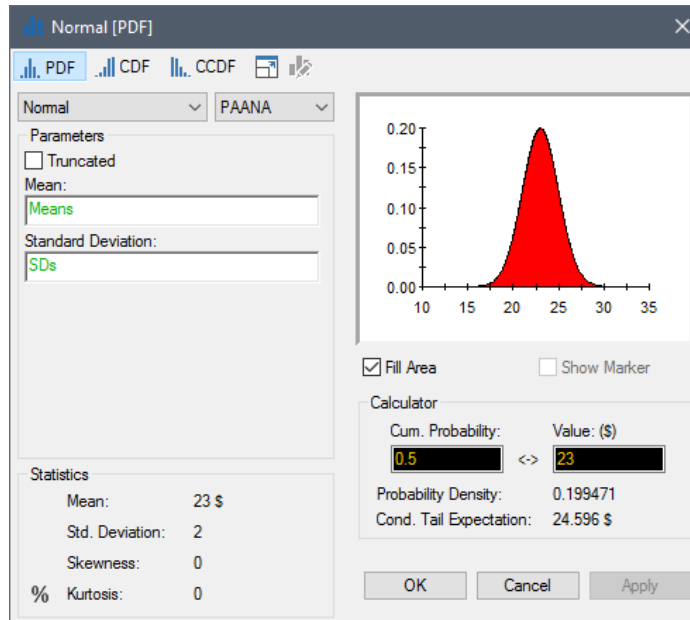 Normal [PDF]
PDF CDF CCDF
Normal PAANA
Parameters
Truncated
Mean:
Means
Standard Deviation:
SDs
Statistics
Mean: 23 $
Std. Deviation: 2
Skewness: 0
% Kurtosis: 0
0.20
0.15
0.10
0.05
0.00
10 15 20 25 30 35
Fill Area Show Marker
Calculator
Cum. Probability: Value: ($)
0.5 <-> 23
Probability Density: 0.199471
Cond. Tail Expectation: 24.596 $
OK Cancel Apply